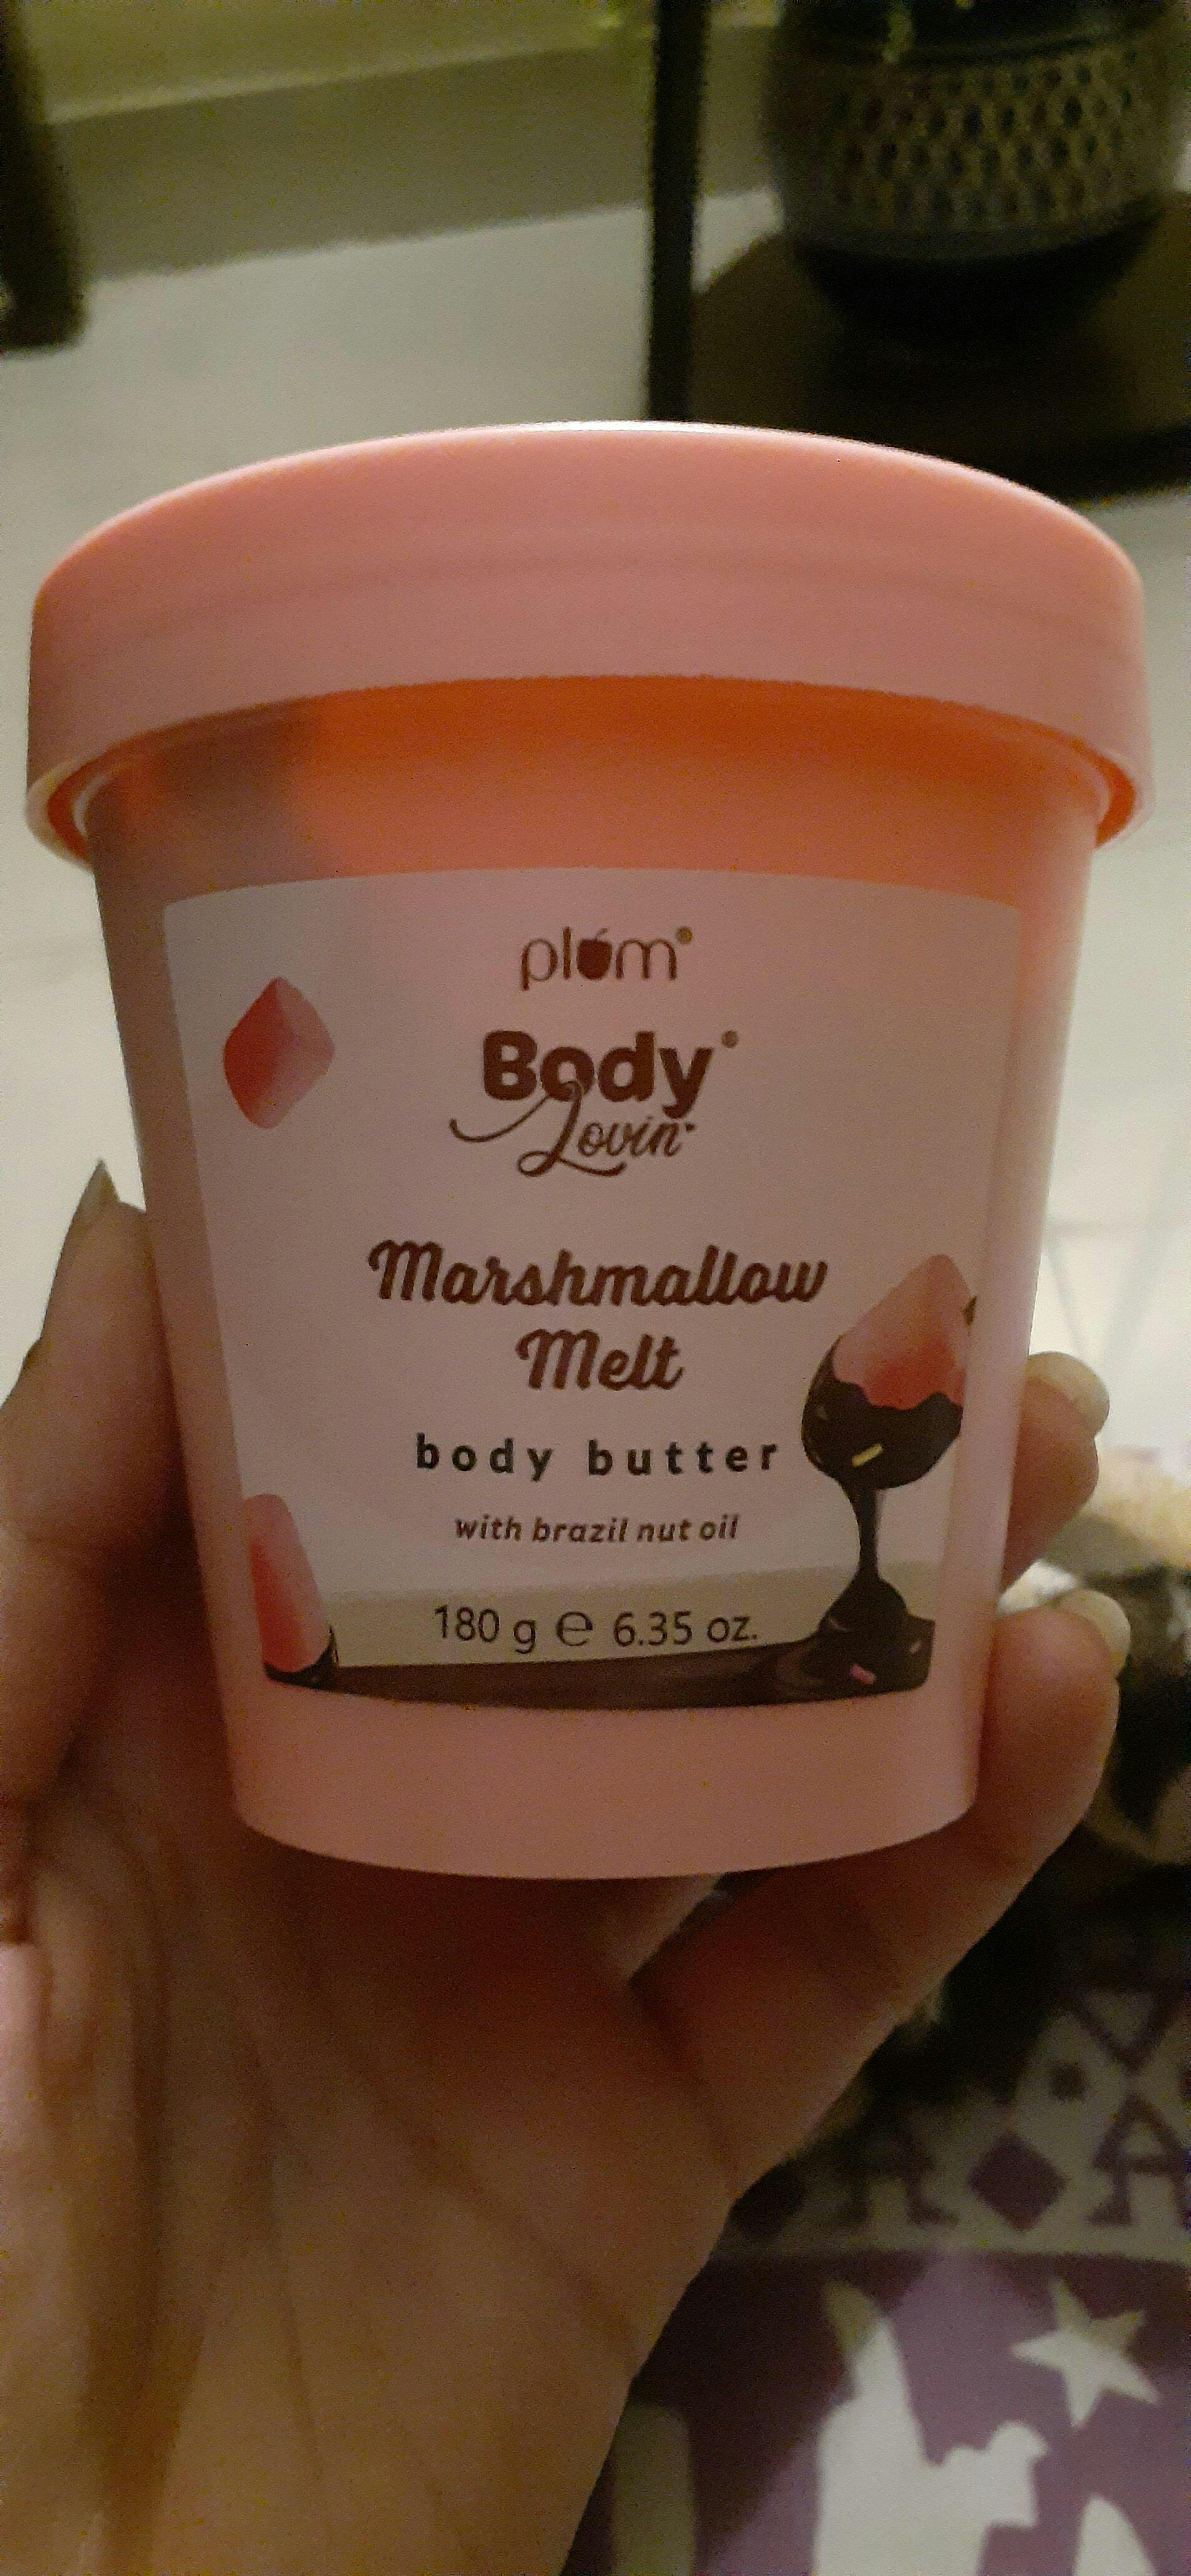 plum®
Body®
Lovin'
Marshmallow
Melt
body butter
with brazil nut oil
180 g ℮ 6.35 oz.